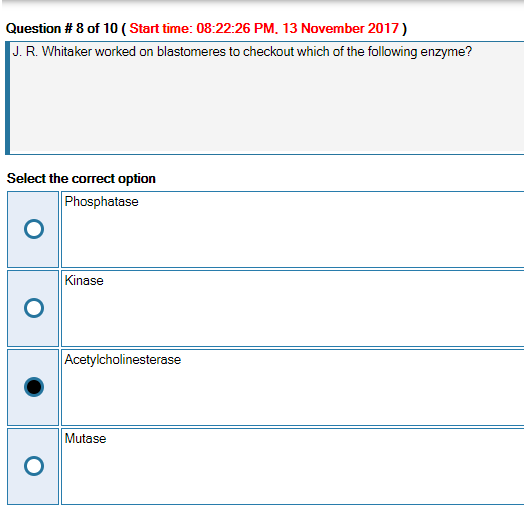 Question # 8 of 10 ( Start time: 08:22:26 PM, 13 November 2017 )
J. R. Whitaker worked on blastomeres to checkout which of the following enzyme?
Select the correct option
Phosphatase
Kinase
Acetylcholinesterase
Mutase